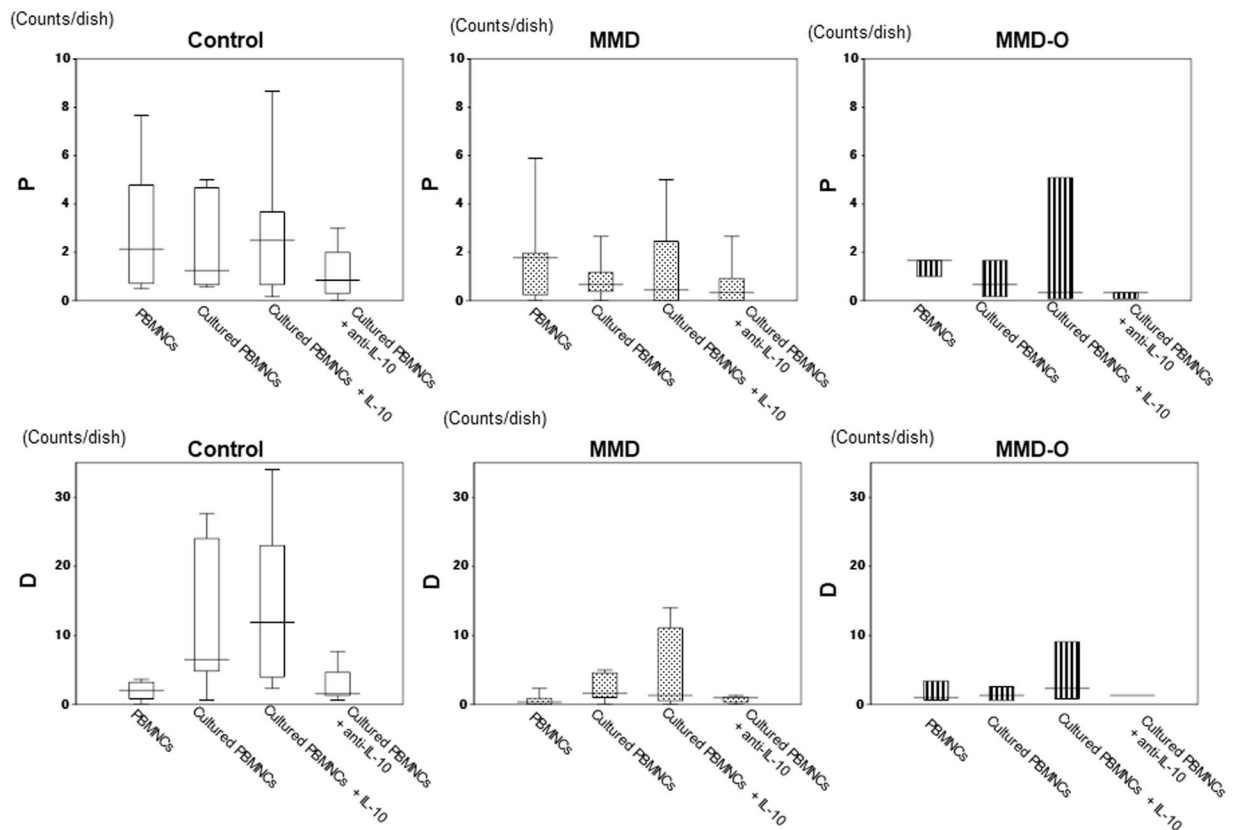 (Counts/dish)
Control
10
8
6
4
2
0
P
PBMNCs
Cultured PBMNCs
Cultured PBMNCs + IL-10
Cultured PBMNCs
+ anti-IL-10
(Counts/dish)
MMD
10
8
6
4
2
0
P
PBMNCs
Cultured PBMNCs
Cultured PBMNCs + IL-10
Cultured PBMNCs
+ anti-IL-10
(Counts/dish)
MMD-O
10
8
6
4
2
0
P
PBMNCs
Cultured PBMNCs
Cultured PBMNCs + IL-10
Cultured PBMNCs
+ anti-IL-10
(Counts/dish)
Control
30
20
10
0
D
PBMNCs
Cultured PBMNCs
Cultured PBMNCs + IL-10
Cultured PBMNCs
+ anti-IL-10
(Counts/dish)
MMD
30
20
10
0
D
PBMNCs
Cultured PBMNCs
Cultured PBMNCs + IL-10
Cultured PBMNCs
+ anti-IL-10
(Counts/dish)
MMD-O
30
20
10
0
D
PBMNCs
Cultured PBMNCs
Cultured PBMNCs + IL-10
Cultured PBMNCs
+ anti-IL-10